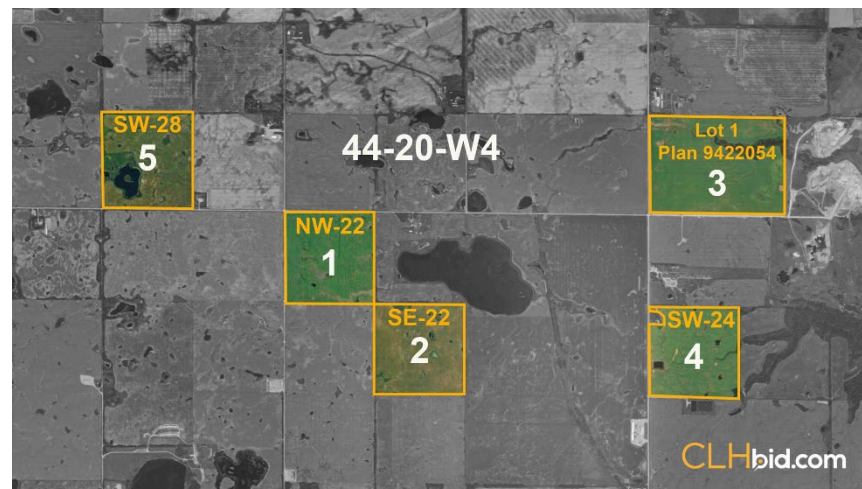 SW-28
5
44-20-W4
Lot 1
Plan 9422054
3
NW-22
1
SE-22
2
SW-24
4
CLHbid.com